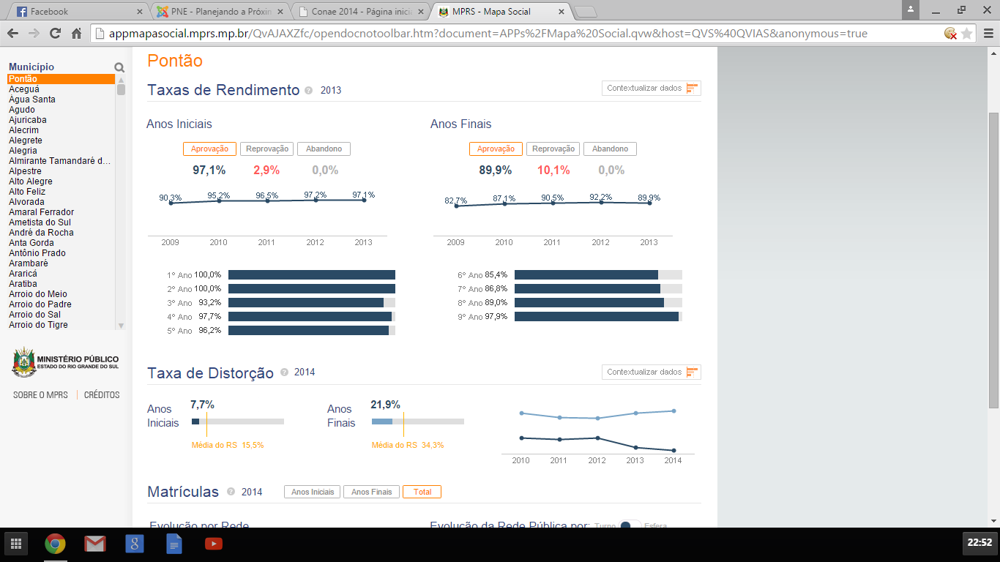 Facebook
PNE - Planejando a Próxin
Conae 2014 - Página inicia
MPRS - Mapa Social
appmapasocial.mprs.mp.br/QvAJAXZfc/opendocnotoolbar.htm?document=APPs%2FMapa%20Social.qvw&host=QVS%40QVIAS&anonymous=true
Município
Pontão
Aceguá
Água Santa
Agudo
Ajuricaba
Alecrim
Alegrete
Alegria
Almirante Tamandaré d…
Alpestre
Alto Alegre
Alto Feliz
Alvorada
Amaral Ferrador
Ametista do Sul
André da Rocha
Anta Gorda
Antônio Prado
Arambaré
Araricá
Aratiba
Arroio do Meio
Arroio do Padre
Arroio do Sal
Arroio do Tigre
MINISTÉRIO PÚBLICO
ESTADO DO RIO GRANDE DO SUL
SOBRE O MPRS | CRÉDITOS
Pontão
Taxas de Rendimento ? 2013
Contextualizar dados
Anos Iniciais
Aprovação Reprovação Abandono
97,1% 2,9% 0,0%
90,3% 95,2% 96,5% 97,2% 97,1%
2009 2010 2011 2012 2013
1º Ano 100,0%
2º Ano 100,0%
3º Ano 93,2%
4º Ano 97,7%
5º Ano 96,2%
Anos Finais
Aprovação Reprovação Abandono
89,9% 10,1% 0,0%
82,7% 87,1% 90,5% 92,2% 89,9%
2009 2010 2011 2012 2013
6º Ano 85,4%
7º Ano 86,8%
8º Ano 89,0%
9º Ano 97,9%
Taxa de Distorção ? 2014
Contextualizar dados
Anos Iniciais
7,7%
Média do RS 15,5%
Anos Finais
21,9%
Média do RS 34,3%
2010 2011 2012 2013 2014
Matrículas ? 2014
Anos Iniciais Anos Finais Total
Evolução por Rede
Evolução da Rede Pública por: Turno Esfera
22:52